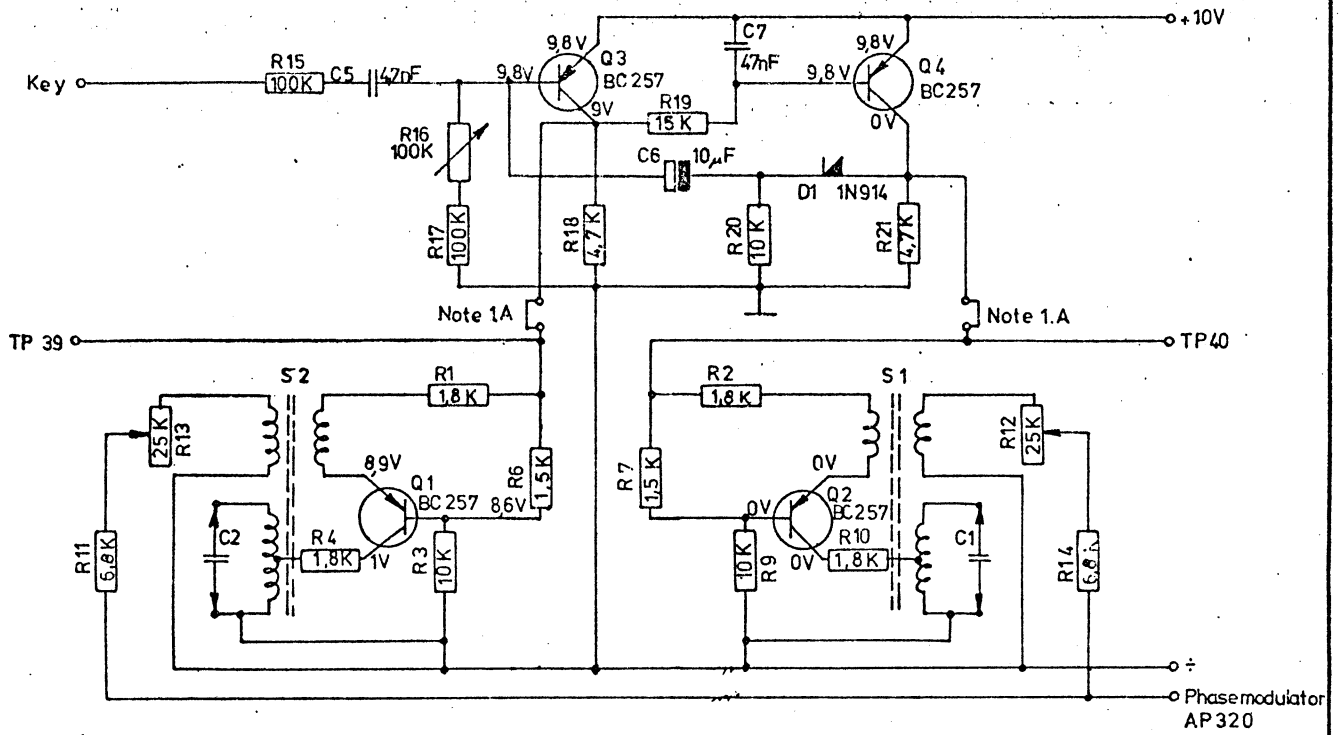 +10V
C7
47nF
9,8V
Q3
BC257
9,8V
9,8V
9,8V
Q4
BC257
Key
R15
100K
C5
47nF
9V
R19
15K
0V
R16
100K
C6
10µF
D1 1N914
R17
100K
R18
4,7K
R20
10K
R21
4,7K
Note 1.A
Note 1.A
TP 39
TP40
S2
R1
1,8K
R2
1,8K
S1
R13
25K
R12
25K
8,9V
Q1
BC257
8,6V
R6
1,5K
R7
1,5K
0V
0V
Q2
BC257
C2
R4
1,8K
1V
R3
10K
R9
10K
0V
R10
1,8K
C1
R11
6,8K
R14
6,8K
÷
Phasemodulator
AP320